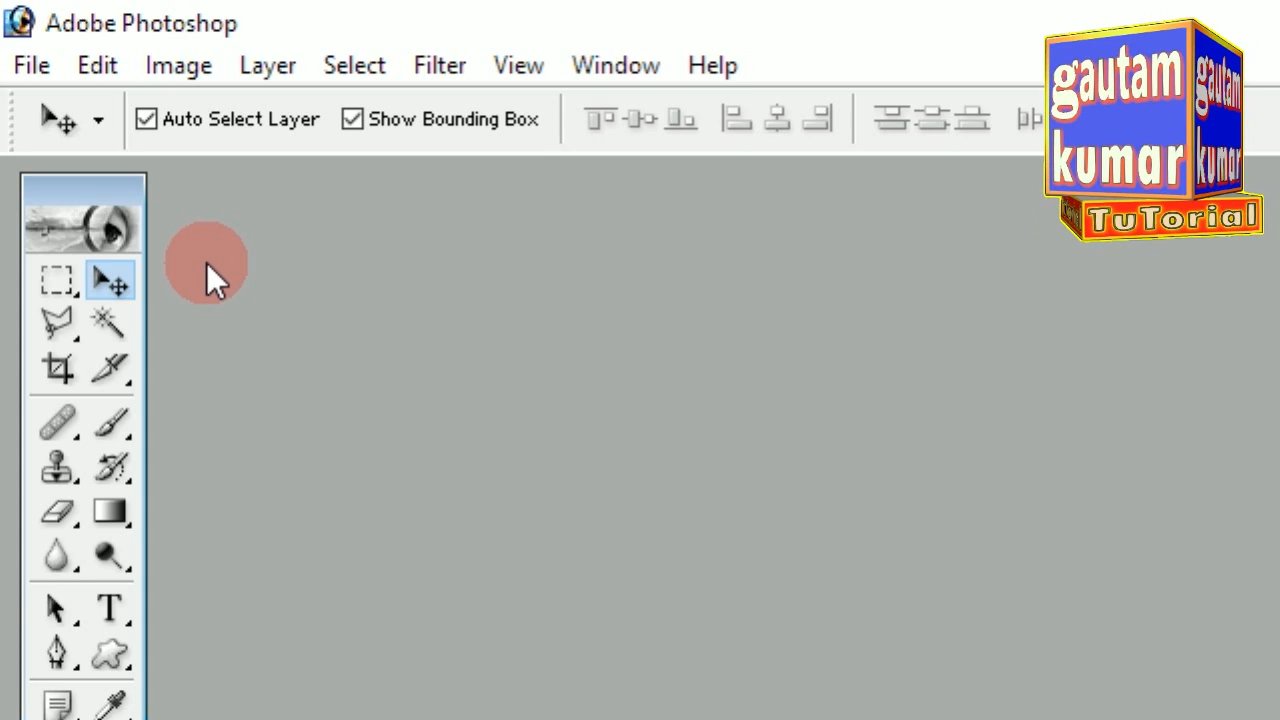 Adobe Photoshop
File Edit Image Layer Select Filter View Window Help
Auto Select Layer Show Bounding Box
gautam
kumar
gautam
kumar
TuTorial
T